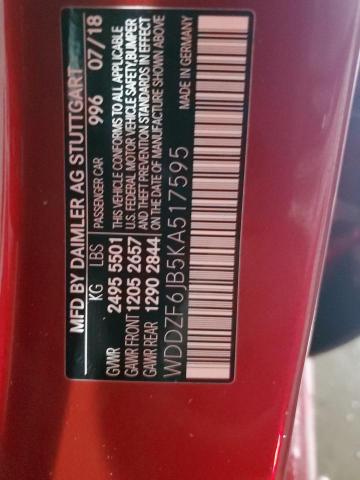 MFD BY DAIMLER AG STUTTGART
PASSENGER CAR 996 07/18
KG LBS
GVWR 2495 5501
GAWR FRONT 1205 2657
GAWR REAR 1290 2844
THIS VEHICLE CONFORMS TO ALL APPLICABLE
U.S. FEDERAL MOTOR VEHICLE SAFETY, BUMPER
AND THEFT PREVENTION STANDARDS IN EFFECT
ON THE DATE OF MANUFACTURE SHOWN ABOVE
WDDZF6JB5KA517595
MADE IN GERMANY